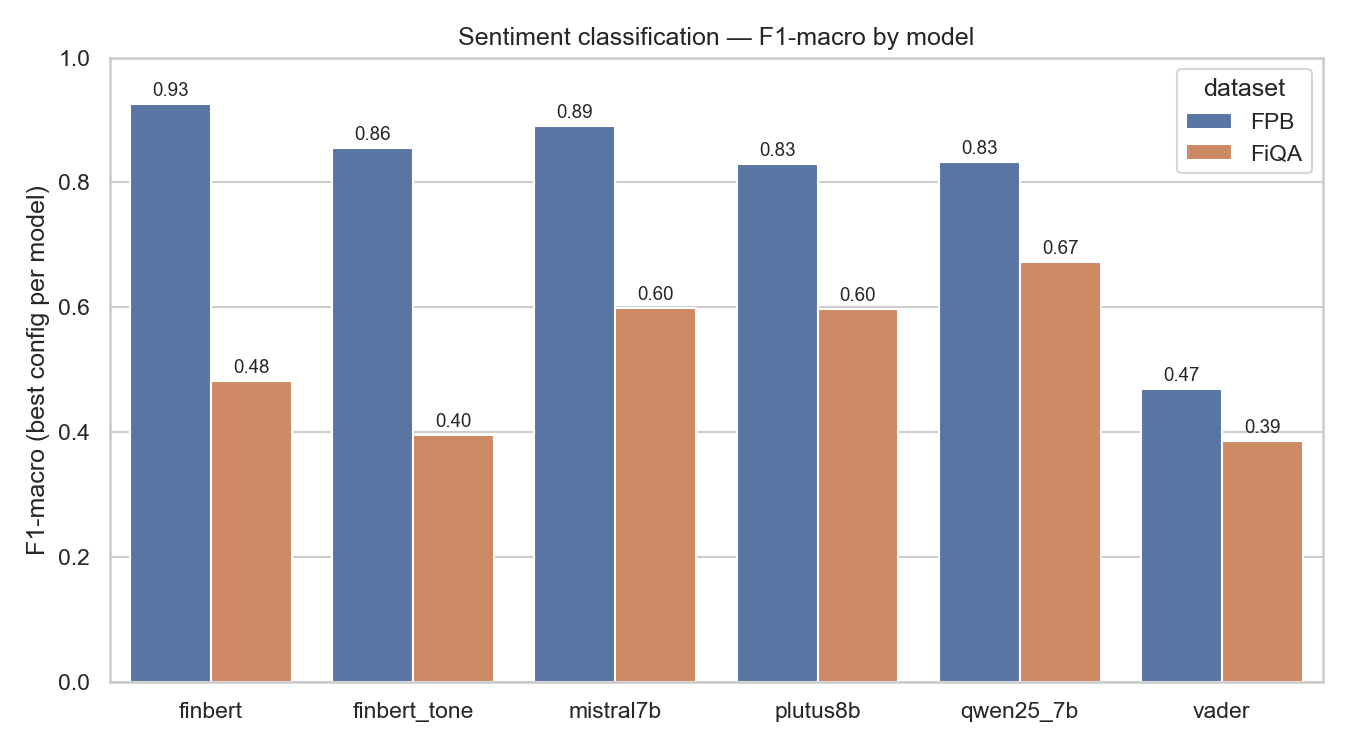 Sentiment classification — F1-macro by model
F1-macro (best config per model)
1.0
0.8
0.6
0.4
0.2
0.0
dataset
FPB
FiQA
0.93
0.48
0.86
0.40
0.89
0.60
0.83
0.60
0.83
0.67
0.47
0.39
finbert
finbert_tone
mistral7b
plutus8b
qwen25_7b
vader